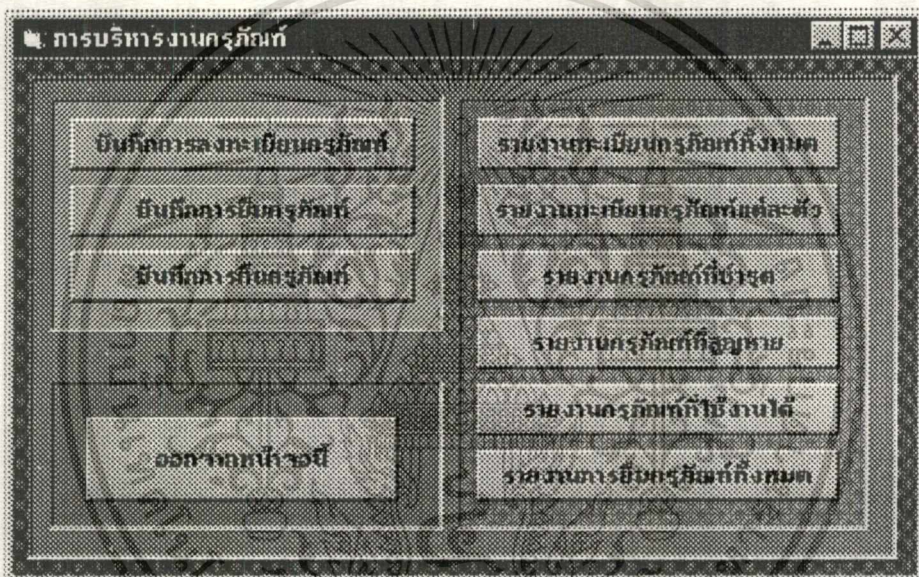 การบริหารงานครุภัณฑ์
บันทึกการลงทะเบียนครุภัณฑ์
บันทึกการยืมครุภัณฑ์
บันทึกการคืนครุภัณฑ์
ออกจากหน้าจอนี้
รายงานทะเบียนครุภัณฑ์ทั้งหมด
รายงานทะเบียนครุภัณฑ์แต่ละตัว
รายงานครุภัณฑ์ที่ชำรุด
รายงานครุภัณฑ์ที่สูญหาย
รายงานครุภัณฑ์ที่ใช้งานได้
รายงานการยืมครุภัณฑ์ทั้งหมด